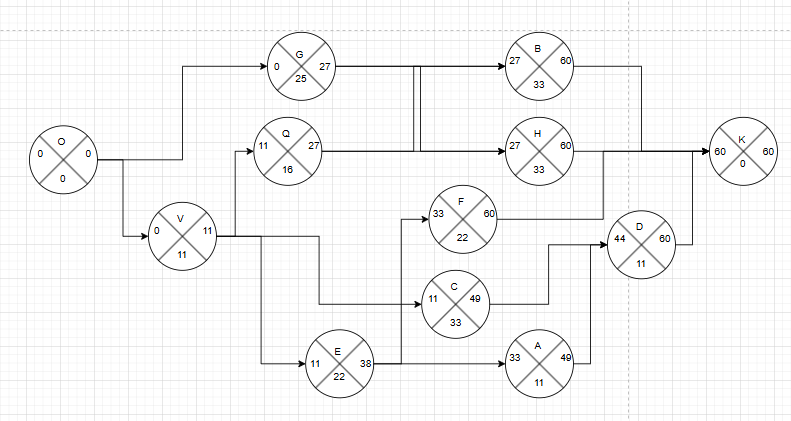 G
0 27
25
B
27 60
33
O
0 0
0
Q
11 27
16
H
27 60
33
K
60 60
0
V
0 11
11
F
33 60
22
D
44 60
11
C
11 49
33
E
11 38
22
A
33 49
11